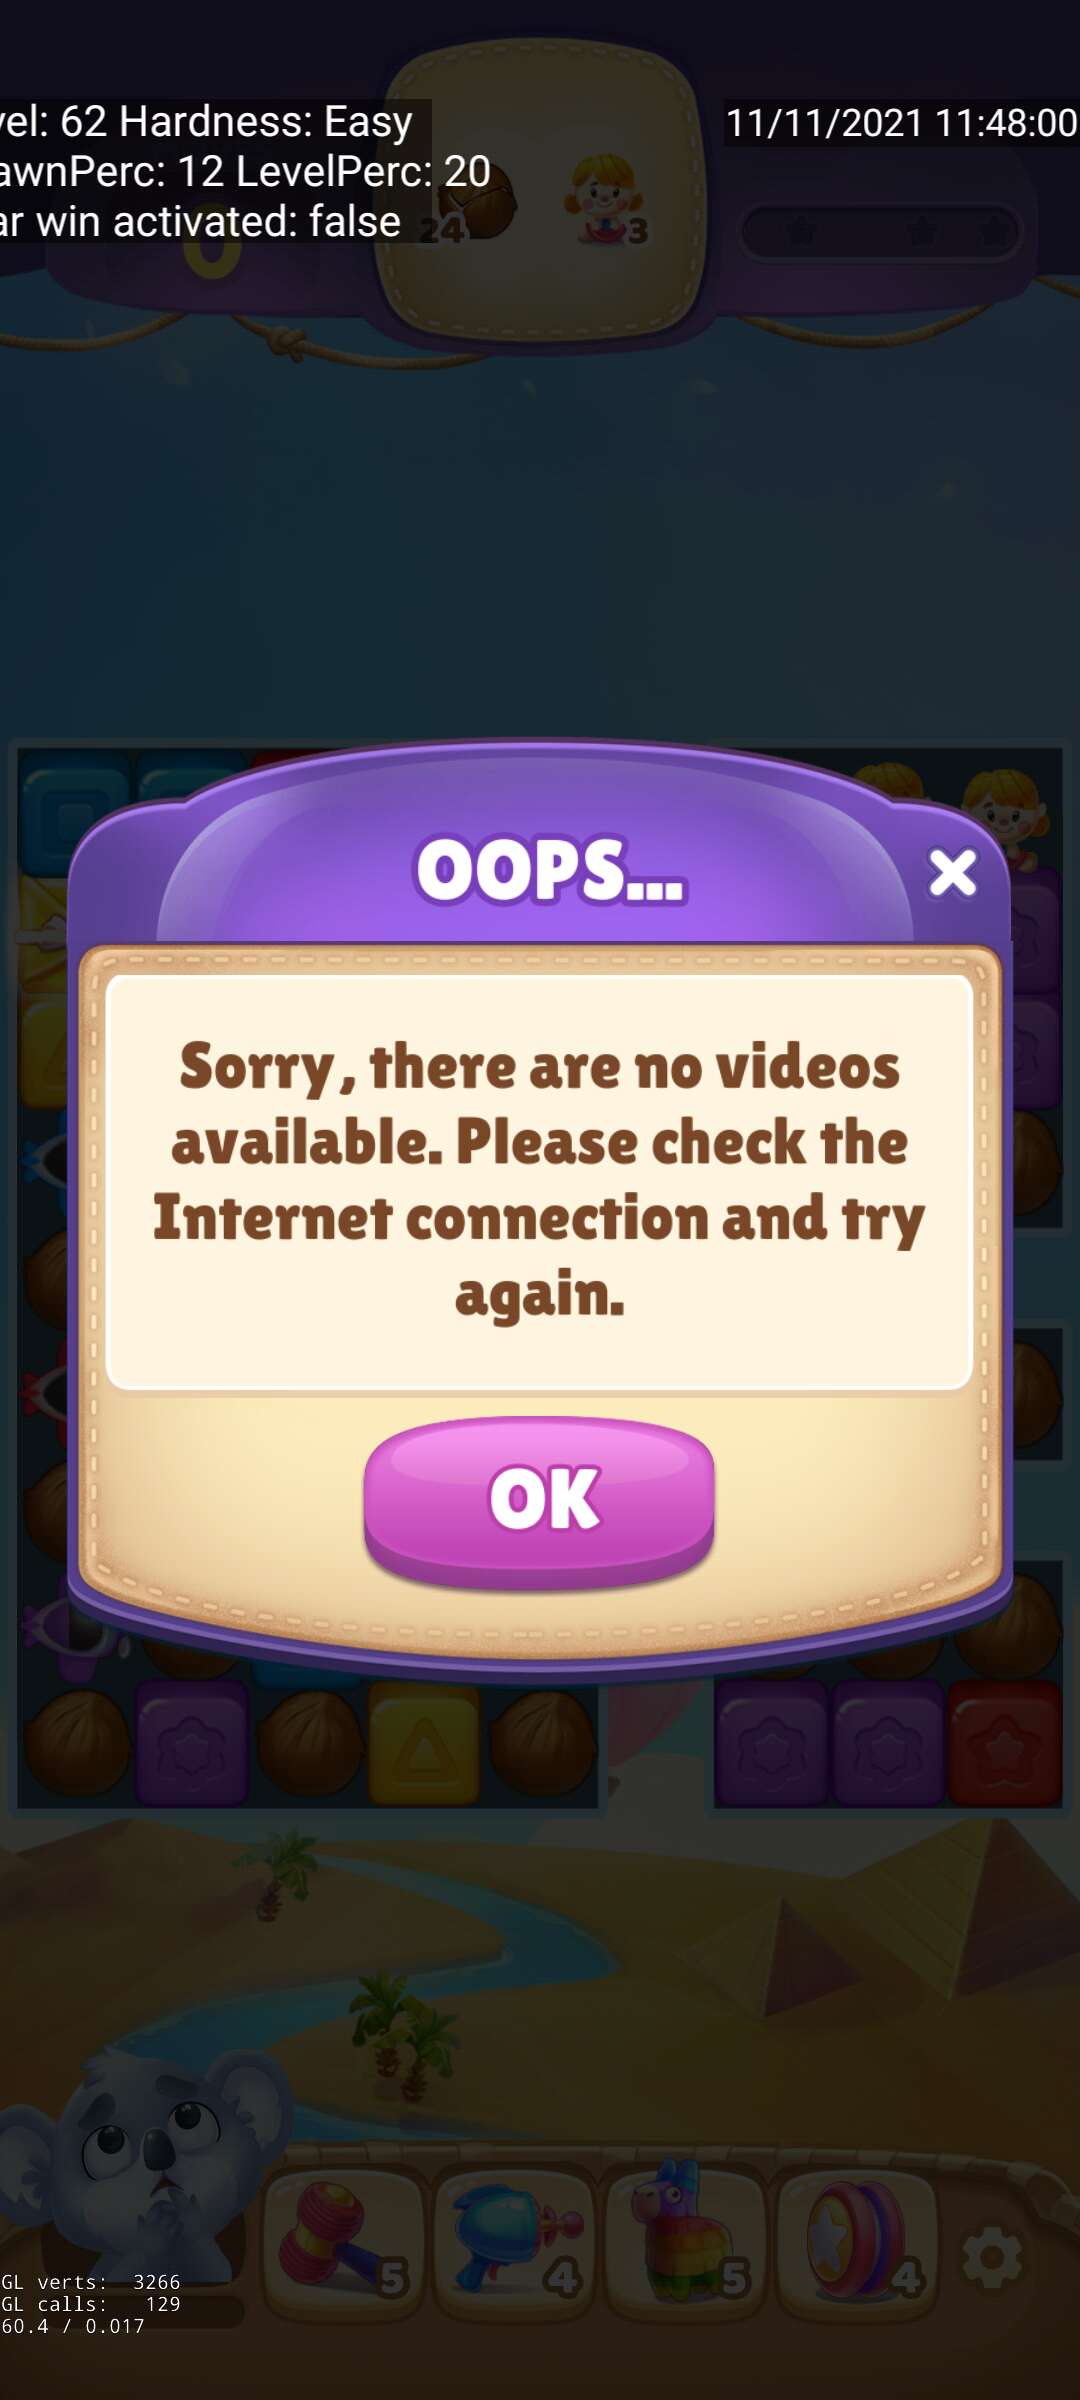 vel: 62 Hardness: Easy
awnPerc: 12 LevelPerc: 20
ar win activated: false
11/11/2021 11:48:00
0
24
3
OOPS...
Sorry, there are no videos
available. Please check the
Internet connection and try
again.
OK
5
4
5
4
GL verts: 3266
GL calls: 129
60.4 / 0.017